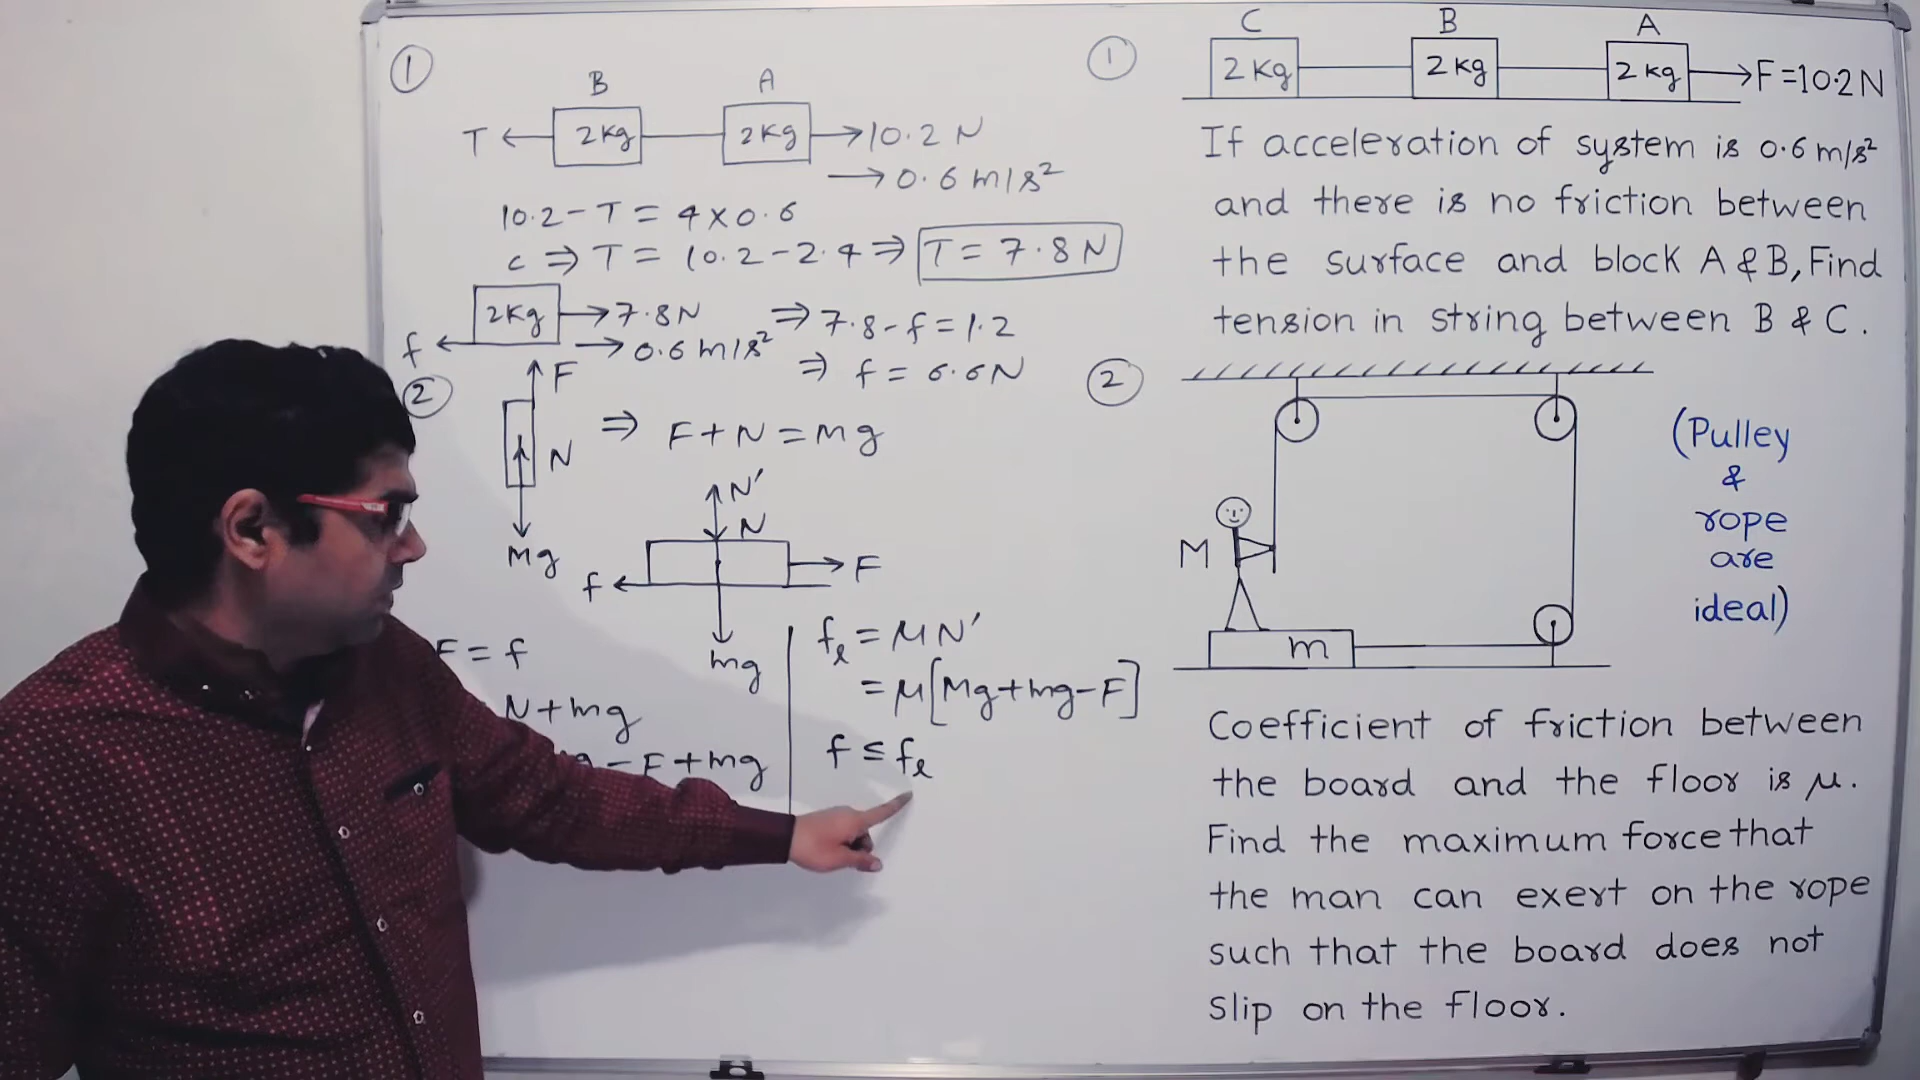 ①
B A
T ← 2kg 2kg → 10.2 N
→ 0.6 m/s²
10.2 - T = 4 × 0.6
C ⇒ T = 10.2 - 2.4 ⇒ T = 7.8 N
2kg → 7.8 N ⇒ 7.8 - f = 1.2
f ← → 0.6 m/s² ⇒ f = 6.6 N
② F
N ⇒ F + N = Mg
Mg
N'
N
f ← → F
mg
F = f
N + mg
- F + mg
fℓ = μN'
= μ[Mg + mg - F]
f ≤ fℓ
①
C B A
2 Kg 2 Kg 2 Kg → F = 10.2 N
If acceleration of system is 0.6 m/s²
and there is no friction between
the surface and block A & B, Find
tension in string between B & C.
②
M
m
(Pulley
&
rope
are
ideal)
Coefficient of friction between
the board and the floor is μ.
Find the maximum force that
the man can exert on the rope
such that the board does not
slip on the floor.